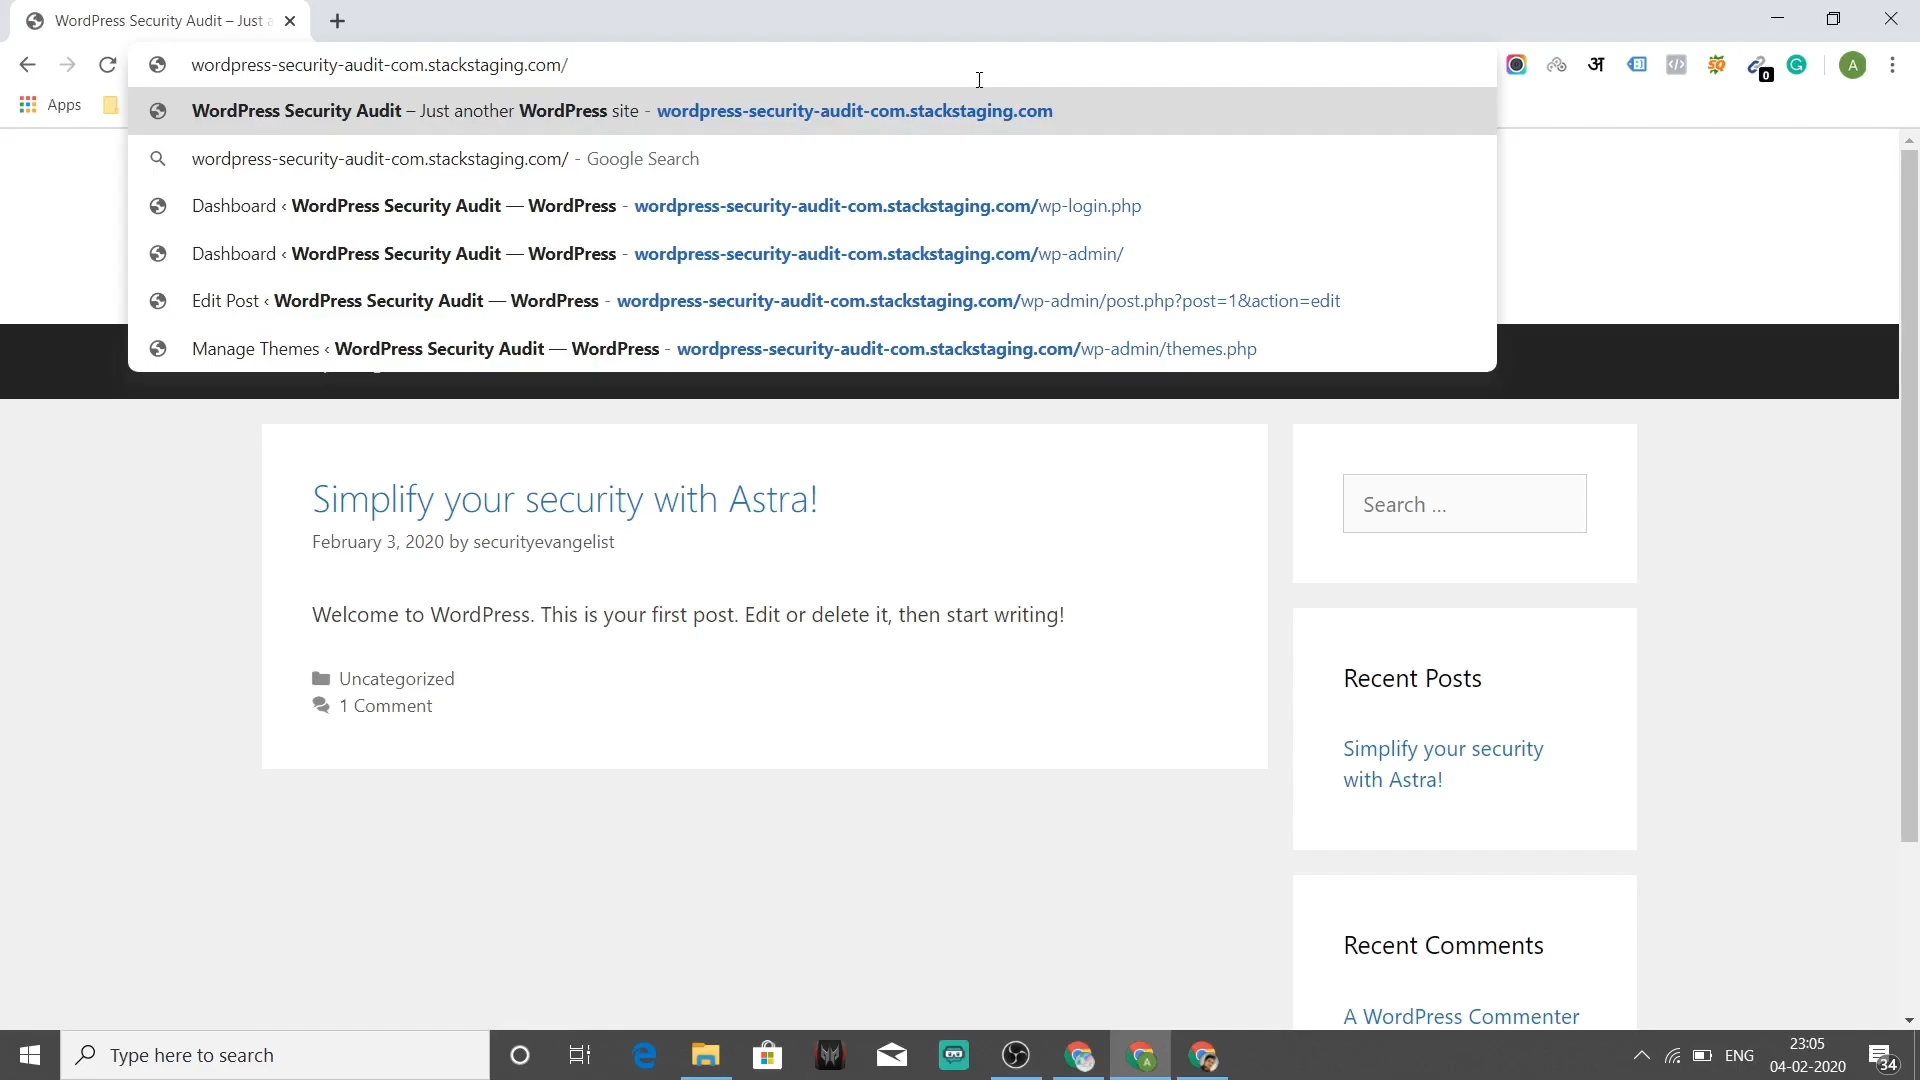 WordPress Security Audit – Just a
wordpress-security-audit-com.stackstaging.com/
अ
SQ
0
G
A
Apps
WordPress Security Audit – Just another WordPress site - wordpress-security-audit-com.stackstaging.com
wordpress-security-audit-com.stackstaging.com/ - Google Search
Dashboard ‹ WordPress Security Audit — WordPress - wordpress-security-audit-com.stackstaging.com/wp-login.php
Dashboard ‹ WordPress Security Audit — WordPress - wordpress-security-audit-com.stackstaging.com/wp-admin/
Edit Post ‹ WordPress Security Audit — WordPress - wordpress-security-audit-com.stackstaging.com/wp-admin/post.php?post=1&action=edit
Manage Themes ‹ WordPress Security Audit — WordPress - wordpress-security-audit-com.stackstaging.com/wp-admin/themes.php
Simplify your security with Astra!
February 3, 2020 by securityevangelist
Welcome to WordPress. This is your first post. Edit or delete it, then start writing!
Uncategorized
1 Comment
Search ...
Recent Posts
Simplify your security
with Astra!
Recent Comments
A WordPress Commenter
Type here to search
A
ENG
23:05
04-02-2020
34